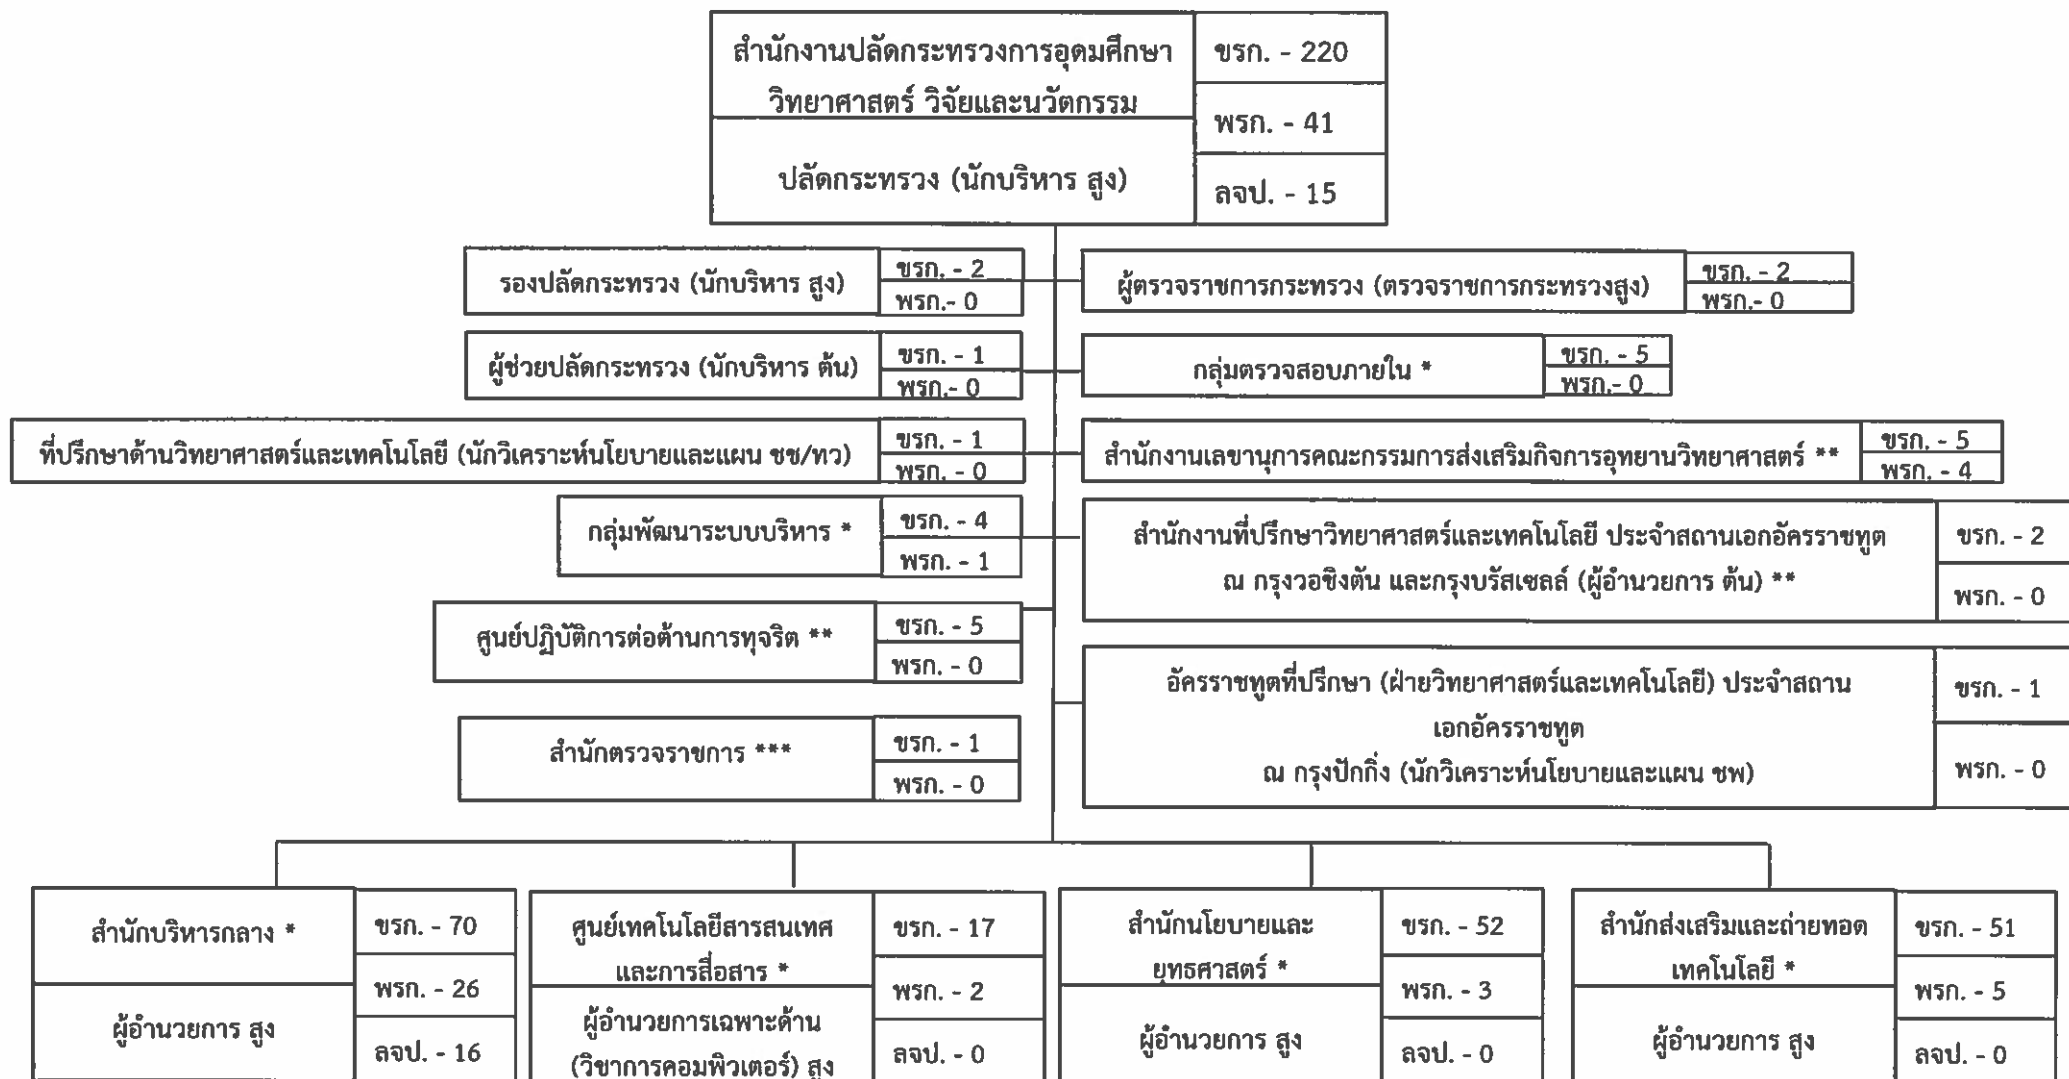 สำนักงานปลัดกระทรวงการอุดมศึกษา
วิทยาศาสตร์ วิจัยและนวัตกรรม
ปลัดกระทรวง (นักบริหาร สูง)
ขรก. - 220
พรก. - 41
ลจป. - 15
รองปลัดกระทรวง (นักบริหาร สูง)
ขรก. - 2
พรก.- 0
ผู้ตรวจราชการกระทรวง (ตรวจราชการกระทรวงสูง)
ขรก. - 2
พรก.- 0
ผู้ช่วยปลัดกระทรวง (นักบริหาร ต้น)
ขรก. - 1
พรก.- 0
กลุ่มตรวจสอบภายใน *
ขรก. - 5
พรก.- 0
ที่ปรึกษาด้านวิทยาศาสตร์และเทคโนโลยี (นักวิเคราะห์นโยบายและแผน ชช/ทว)
ขรก. - 1
พรก. - 0
สำนักงานเลขานุการคณะกรรมการส่งเสริมกิจการอุทยานวิทยาศาสตร์ **
ขรก. - 5
พรก. - 4
กลุ่มพัฒนาระบบบริหาร *
ขรก. - 4
พรก. - 1
สำนักงานที่ปรึกษาวิทยาศาสตร์และเทคโนโลยี ประจำสถานเอกอัครราชทูต
ณ กรุงวอชิงตัน และกรุงบรัสเซลล์ (ผู้อำนวยการ ต้น) **
ขรก. - 2
พรก. - 0
ศูนย์ปฏิบัติการต่อต้านการทุจริต **
ขรก. - 5
พรก. - 0
อัครราชทูตที่ปรึกษา (ฝ่ายวิทยาศาสตร์และเทคโนโลยี) ประจำสถาน
เอกอัครราชทูต
ณ กรุงปักกิ่ง (นักวิเคราะห์นโยบายและแผน ชพ)
ขรก. - 1
พรก. - 0
สำนักตรวจราชการ ***
ขรก. - 1
พรก. - 0
สำนักบริหารกลาง *
ผู้อำนวยการ สูง
ขรก. - 70
พรก. - 26
ลจป. - 16
ศูนย์เทคโนโลยีสารสนเทศ
และการสื่อสาร *
ผู้อำนวยการเฉพาะด้าน
(วิชาการคอมพิวเตอร์) สูง
ขรก. - 17
พรก. - 2
ลจป. - 0
สำนักนโยบายและ
ยุทธศาสตร์ *
ผู้อำนวยการ สูง
ขรก. - 52
พรก. - 3
ลจป. - 0
สำนักส่งเสริมและถ่ายทอด
เทคโนโลยี *
ผู้อำนวยการ สูง
ขรก. - 51
พรก. - 5
ลจป. - 0